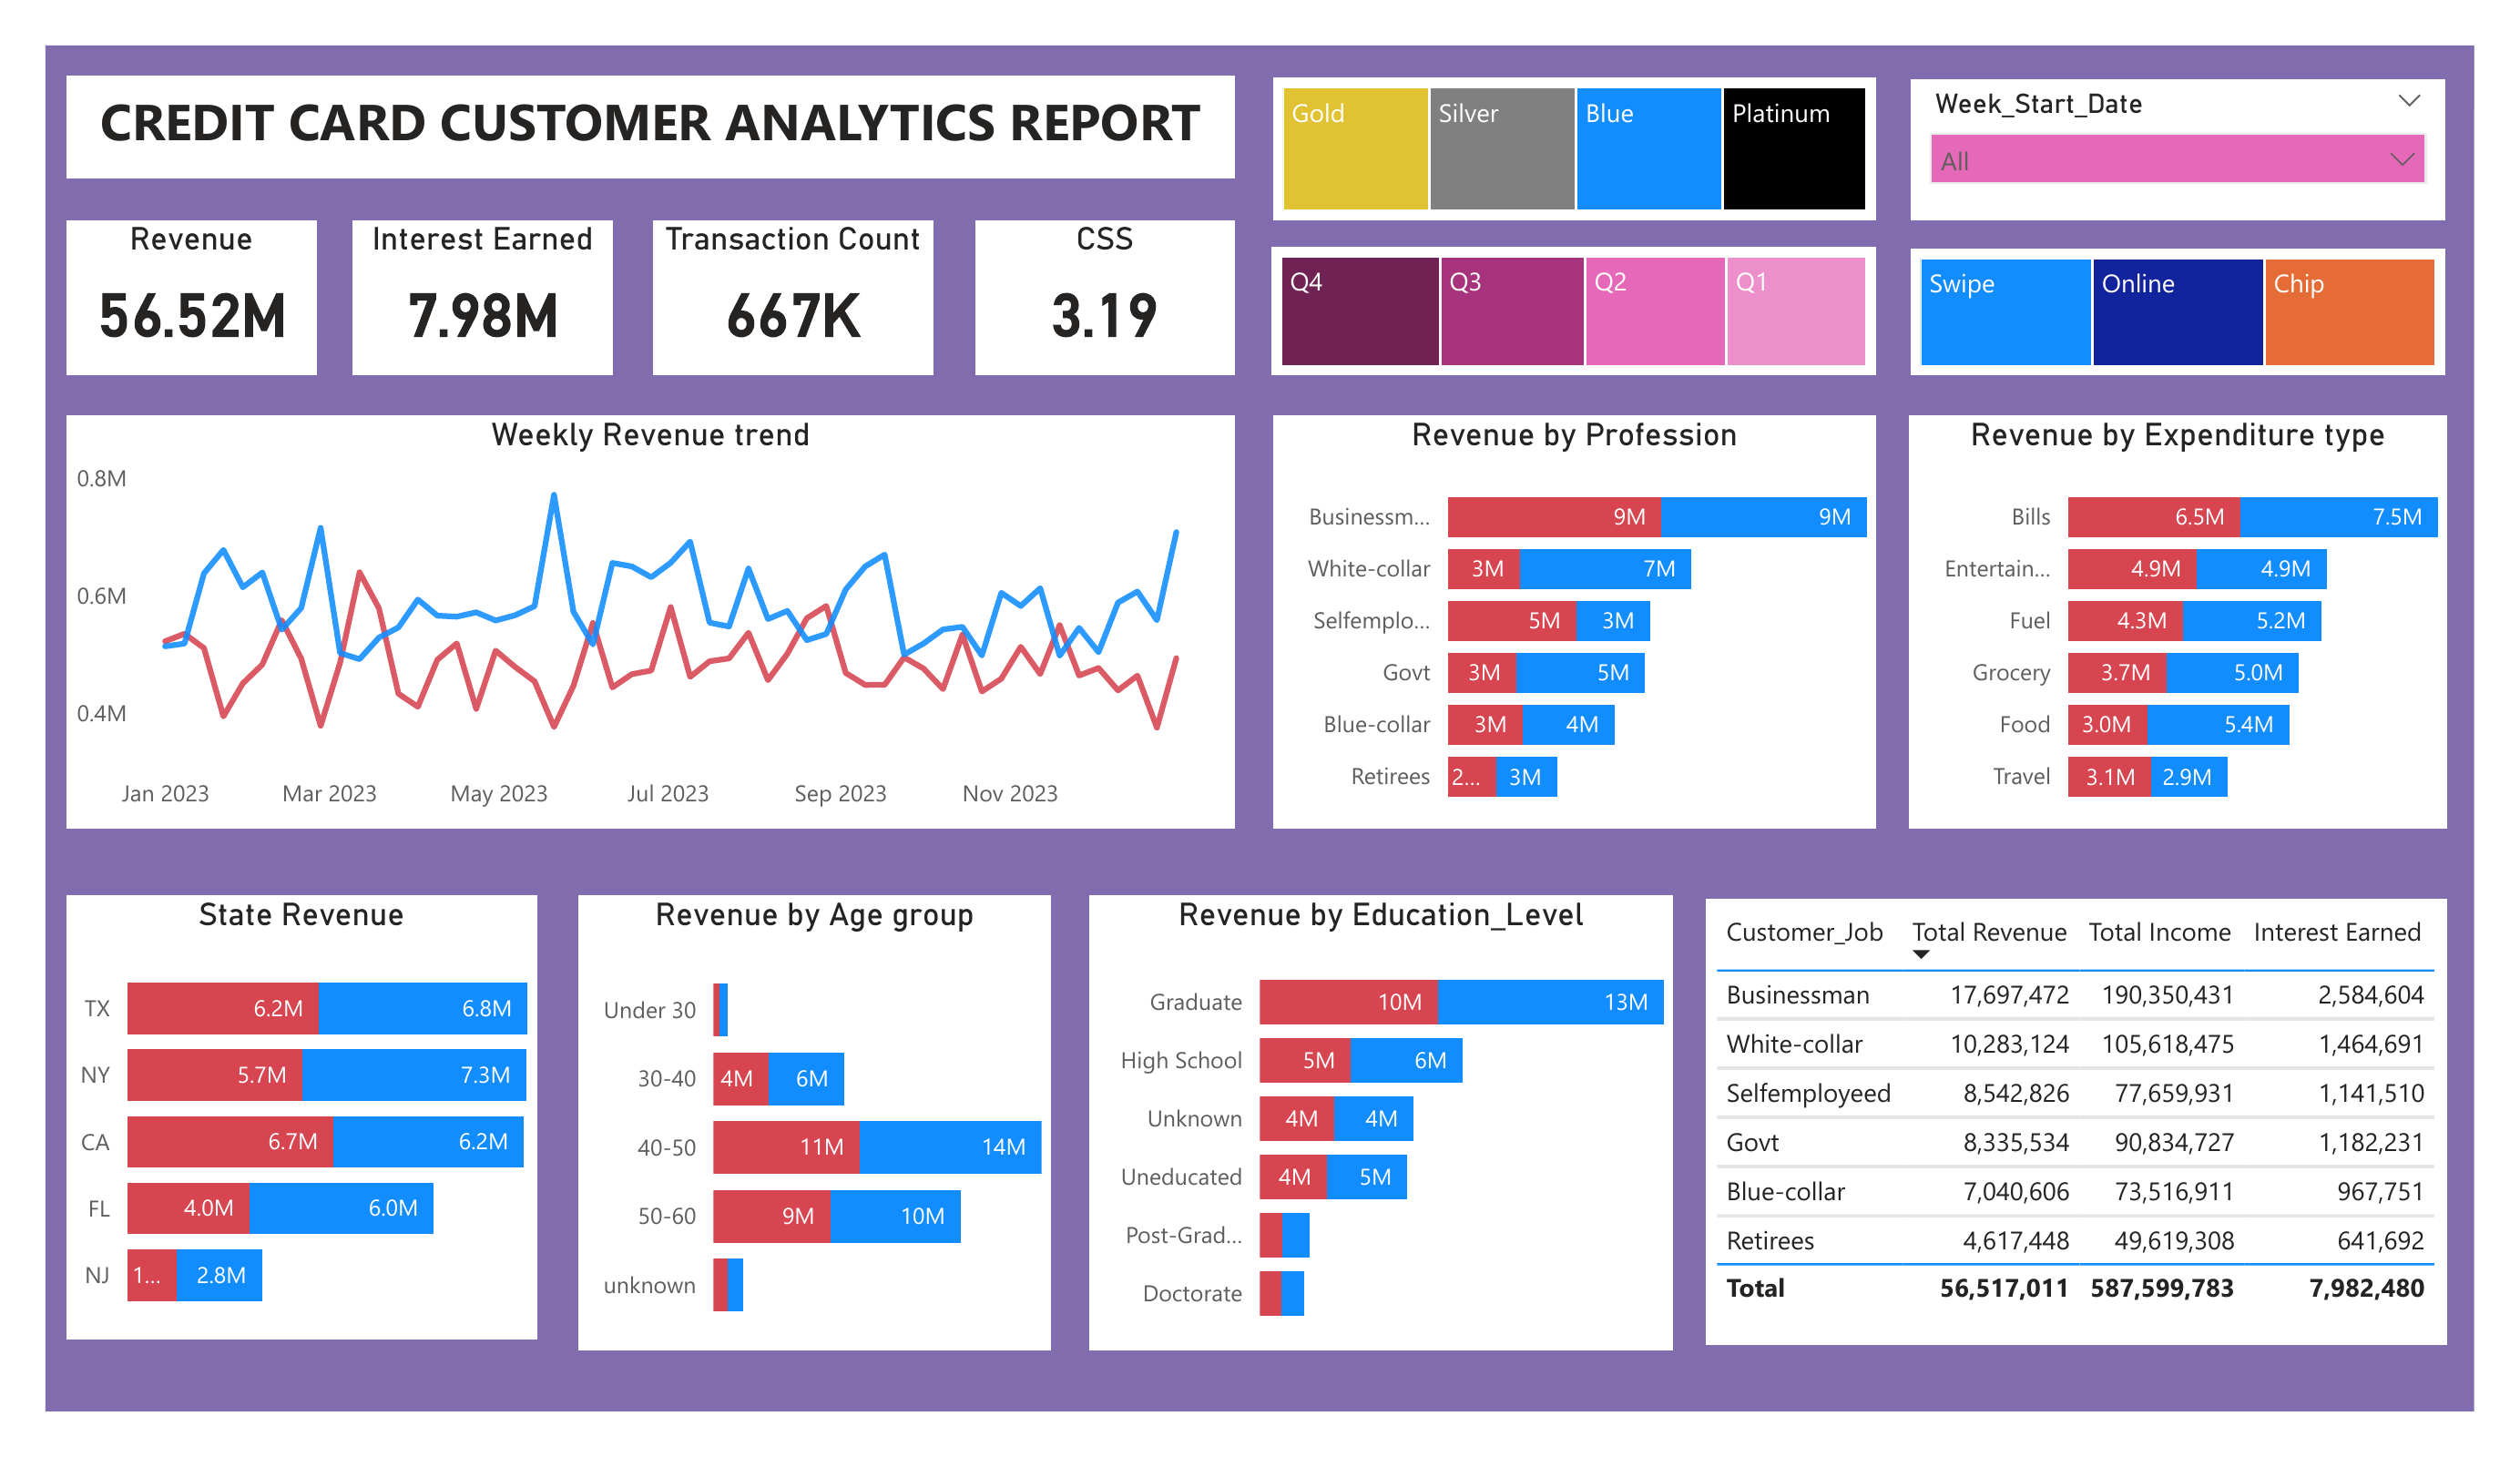 CREDIT CARD CUSTOMER ANALYTICS REPORT
Gold Silver Blue Platinum
Week_Start_Date
All
Revenue
56.52M
Interest Earned
7.98M
Transaction Count
667K
CSS
3.19
Q4 Q3 Q2 Q1
Swipe Online Chip
Weekly Revenue trend
0.8M
0.6M
0.4M
Jan 2023 Mar 2023 May 2023 Jul 2023 Sep 2023 Nov 2023
Revenue by Profession
Businessm... 9M 9M
White-collar 3M 7M
Selfemplo... 5M 3M
Govt 3M 5M
Blue-collar 3M 4M
Retirees 2... 3M
Revenue by Expenditure type
Bills 6.5M 7.5M
Entertain... 4.9M 4.9M
Fuel 4.3M 5.2M
Grocery 3.7M 5.0M
Food 3.0M 5.4M
Travel 3.1M 2.9M
State Revenue
TX 6.2M 6.8M
NY 5.7M 7.3M
CA 6.7M 6.2M
FL 4.0M 6.0M
NJ 1... 2.8M
Revenue by Age group
Under 30
30-40 4M 6M
40-50 11M 14M
50-60 9M 10M
unknown
Revenue by Education_Level
Graduate 10M 13M
High School 5M 6M
Unknown 4M 4M
Uneducated 4M 5M
Post-Grad...
Doctorate
Customer_Job Total Revenue Total Income Interest Earned
Businessman 17,697,472 190,350,431 2,584,604
White-collar 10,283,124 105,618,475 1,464,691
Selfemployeed 8,542,826 77,659,931 1,141,510
Govt 8,335,534 90,834,727 1,182,231
Blue-collar 7,040,606 73,516,911 967,751
Retirees 4,617,448 49,619,308 641,692
Total 56,517,011 587,599,783 7,982,480